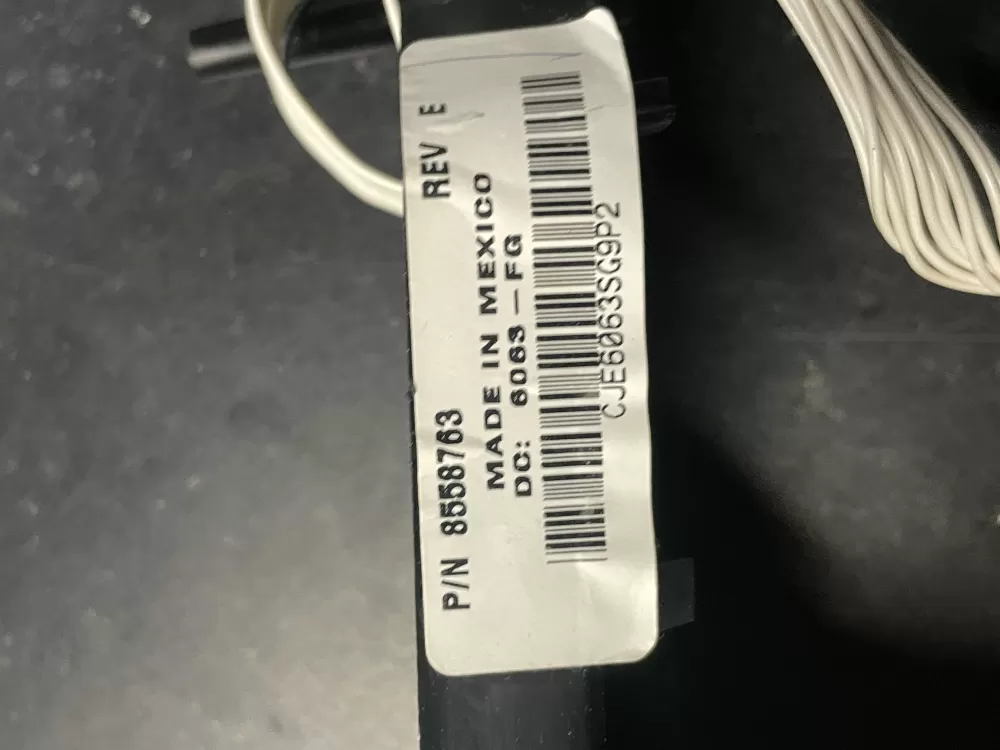 P/N 8558763 REV E
MADE IN MEXICO
DC: 6063-FG
CJE6063SG9P2